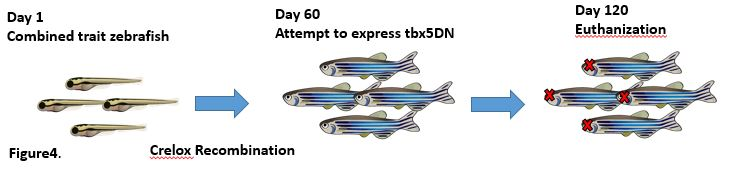 Day 1
Combined trait zebrafish
Day 60
Attempt to express tbx5DN
Day 120
Euthanization
Figure4.
Crelox Recombination